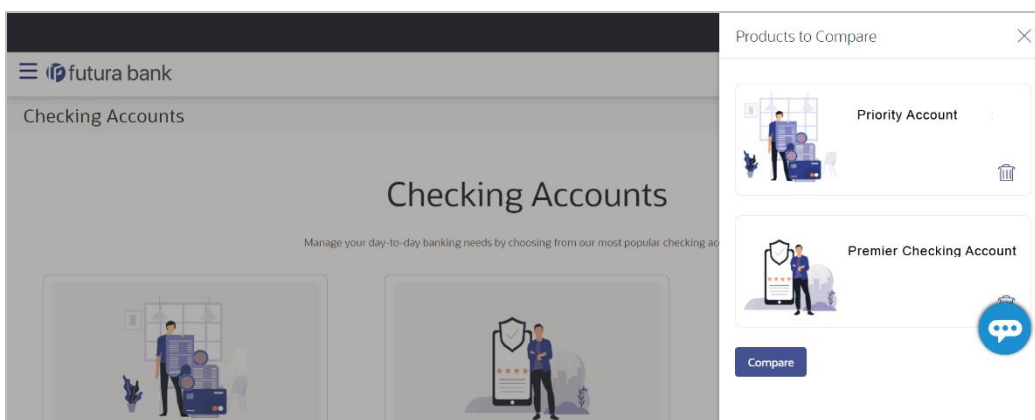 Products to Compare
futura bank
Checking Accounts
Priority Account
Checking Accounts
Manage your day-to-day banking needs by choosing from our most popular checking
Premier Checking Account
Compare